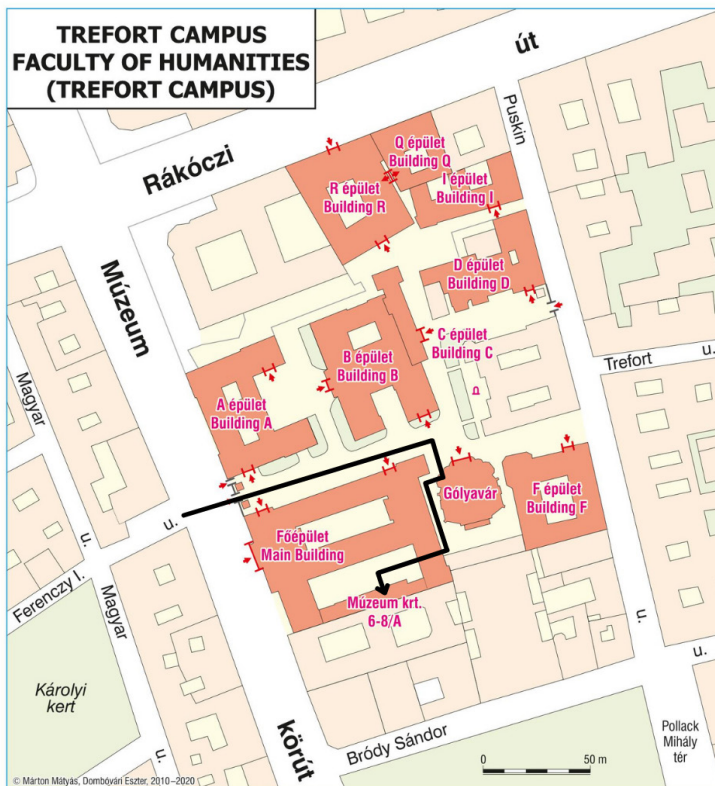 TREFORT CAMPUS
FACULTY OF HUMANITIES
(TREFORT CAMPUS)
Rákóczi
út
Puskin
Q épület
Building Q
R épület
Building R
I épület
Building I
Múzeum
D épület
Building D
C épület
Building C
B épület
Building B
Trefort
u.
Magyar
A épület
Building A
Gólyavár
F épület
Building F
u.
Főépület
Main Building
u.
Ferenczy I.
Magyar
Múzeum krt.
6-8/A
u.
u.
Károlyi
kert
körút
Bródy Sándor
u.
Pollack
Mihály
tér
0
50 m
© Márton Mátyás, Dombóvári Eszter, 2010–2020